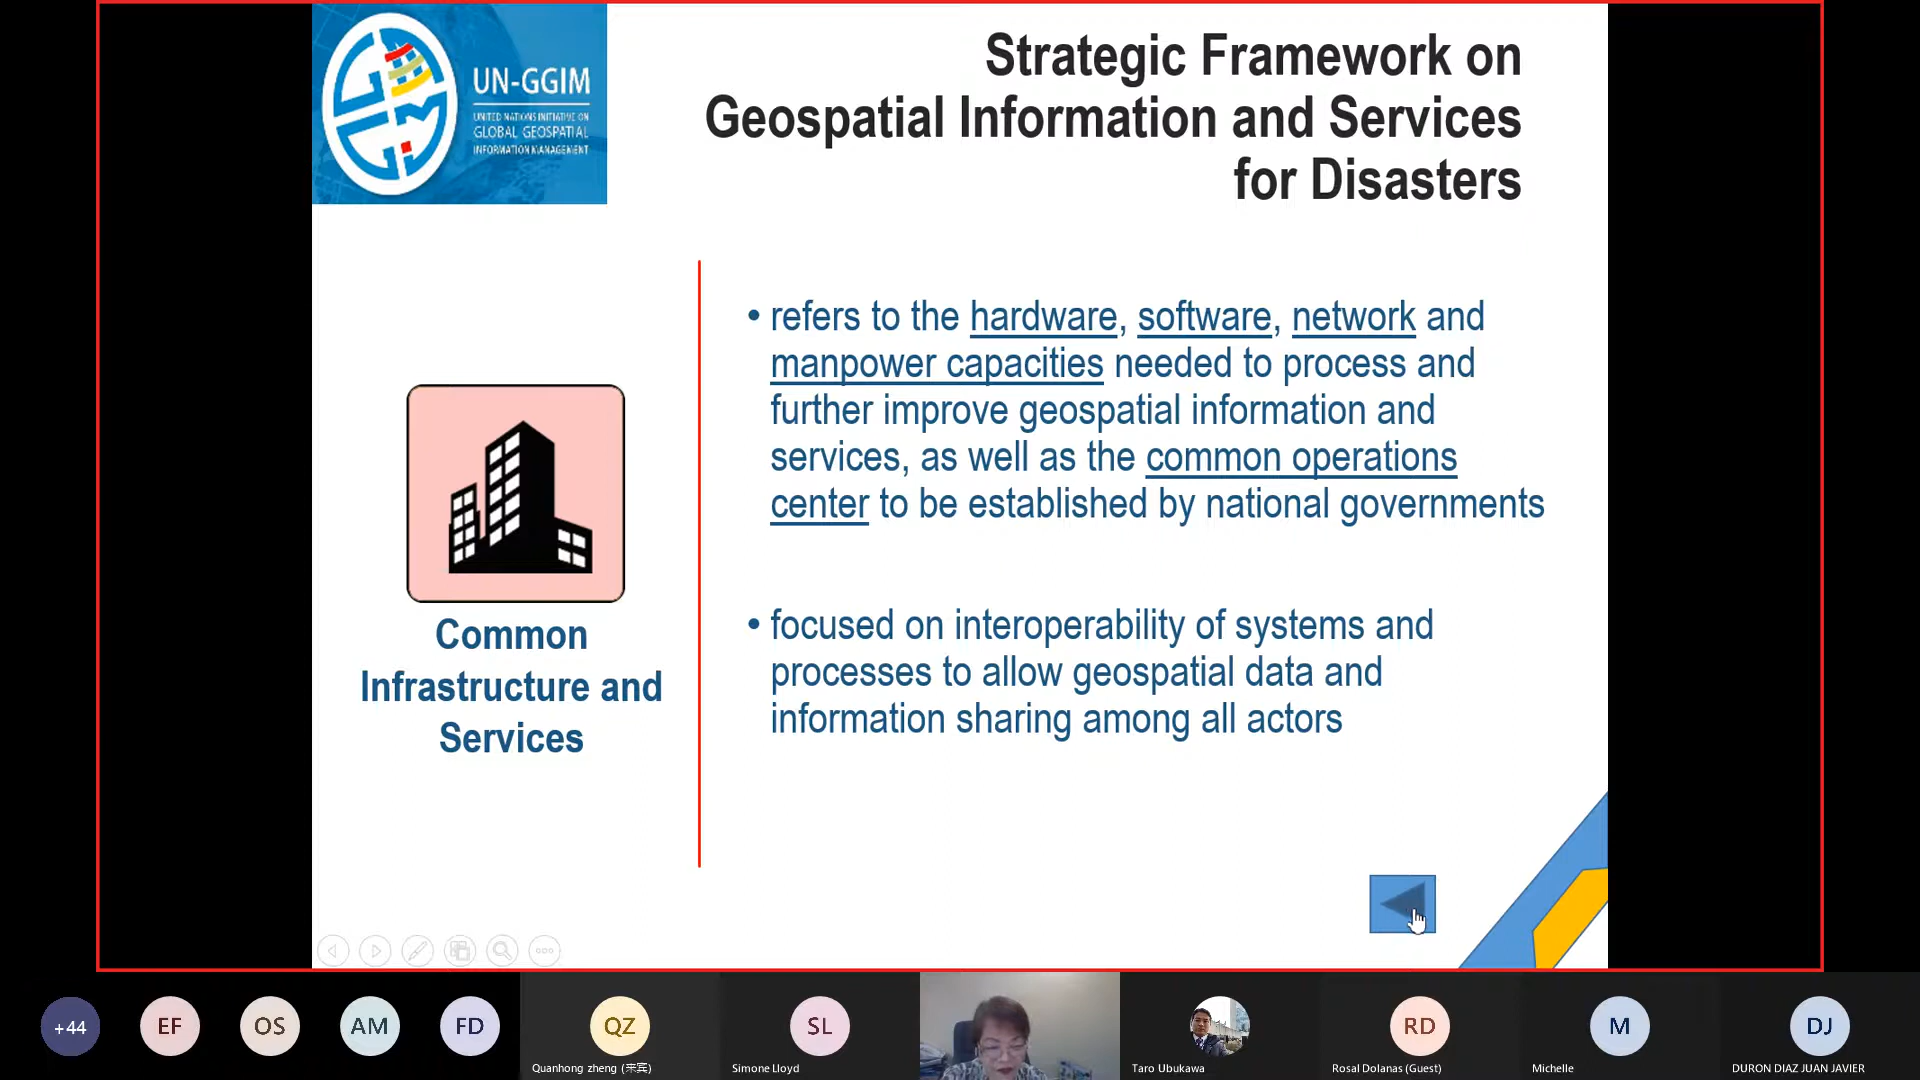 UN-GGIM
UNITED NATIONS INITIATIVE ON
GLOBAL GEOSPATIAL
INFORMATION MANAGEMENT
Strategic Framework on
Geospatial Information and Services
for Disasters
Common
Infrastructure and
Services
• refers to the hardware, software, network and
manpower capacities needed to process and
further improve geospatial information and
services, as well as the common operations
center to be established by national governments
• focused on interoperability of systems and
processes to allow geospatial data and
information sharing among all actors
+44
EF
OS
AM
FD
QZ
Quanhong zheng (来宾)
SL
Simone Lloyd
Taro Ubukawa
RD
Rosal Dolanas (Guest)
M
Michelle
DJ
DURON DIAZ JUAN JAVIER